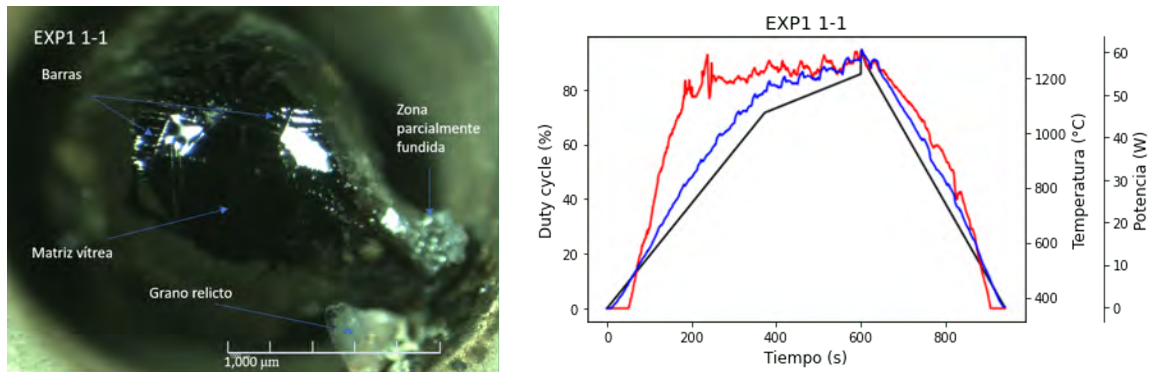 EXP1 1-1
Barras
Zona
parcialmente
fundida
Matriz vítrea
Grano relicto
1,000 µm
EXP1 1-1
Duty cycle (%)
0
20
40
60
80
Tiempo (s)
0
200
400
600
800
Temperatura (°C)
400
600
800
1000
1200
Potencia (W)
0
10
20
30
40
50
60